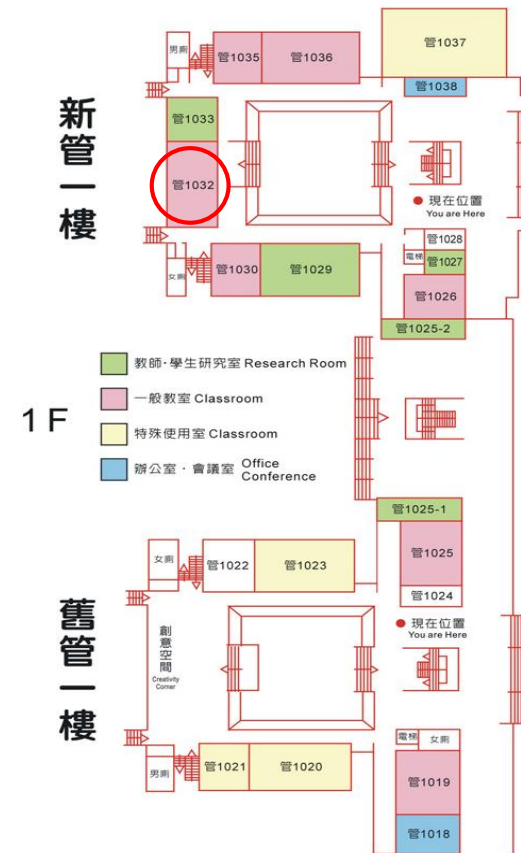 新管一樓
男廁
管1035
管1036
管1037
管1038
管1033
管1032
現在位置
You are Here
管1028
電梯
管1027
女廁
管1030
管1029
管1026
管1025-2
1F
教師·學生研究室 Research Room
一般教室 Classroom
特殊使用室 Classroom
辦公室·會議室 Office
Conference
管1025-1
管1025
管1024
舊管一樓
女廁
管1022
管1023
現在位置
You are Here
創意空間
Creativity
Corner
電梯
女廁
男廁
管1021
管1020
管1019
管1018